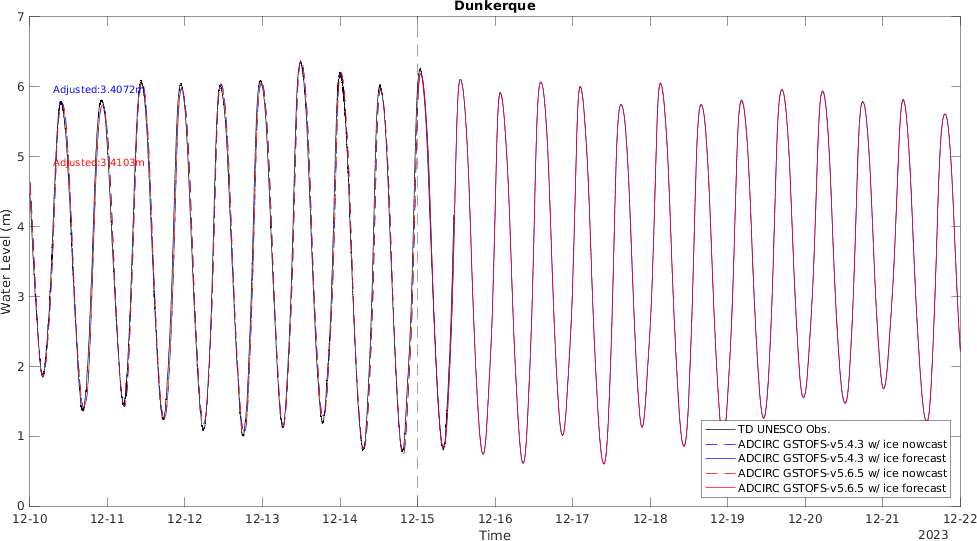 Dunkerque
7
6
5
4
3
2
1
0
Water Level (m)
Adjusted:3.4072m
Adjusted:3.4103m
TD UNESCO Obs.
ADCIRC GSTOFS-v5.4.3 w/ ice nowcast
ADCIRC GSTOFS-v5.4.3 w/ ice forecast
ADCIRC GSTOFS-v5.6.5 w/ ice nowcast
ADCIRC GSTOFS-v5.6.5 w/ ice forecast
12-10 12-11 12-12 12-13 12-14 12-15 12-16 12-17 12-18 12-19 12-20 12-21 12-22
Time
2023